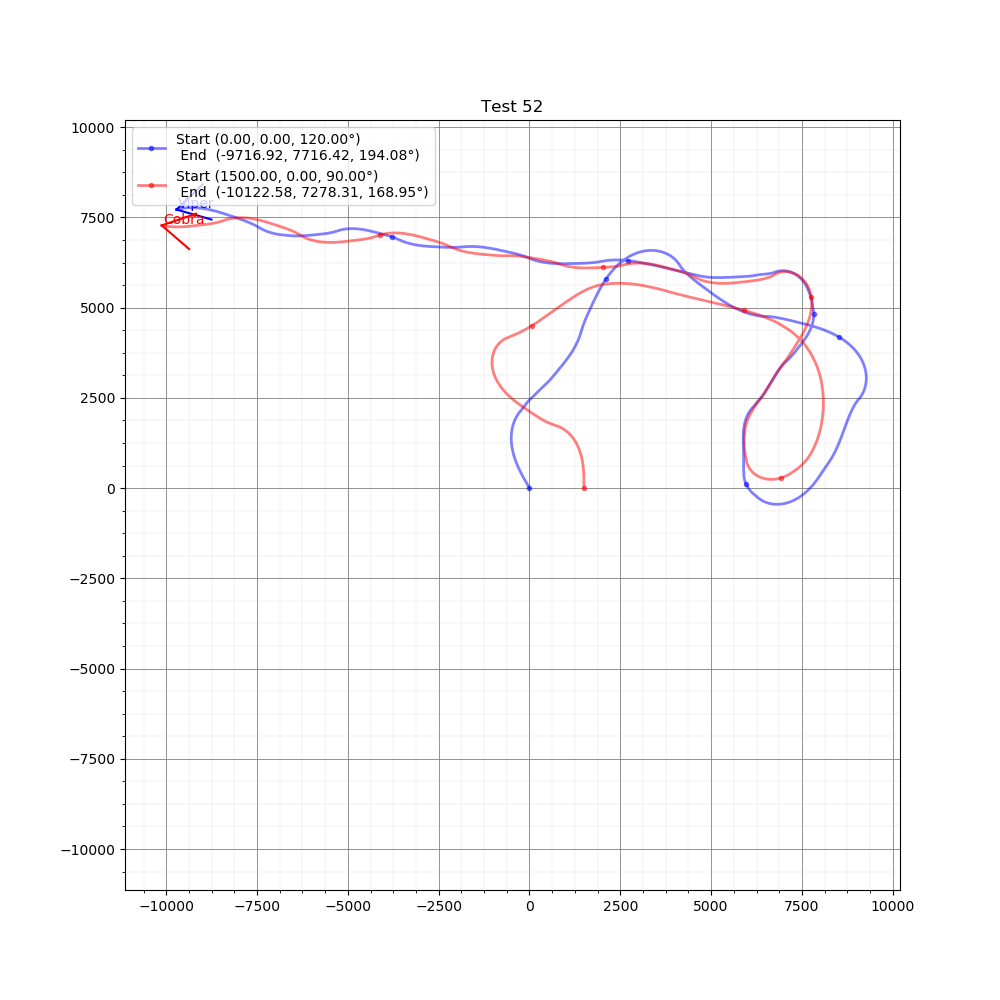 Test 52
10000
7500
5000
2500
0
−2500
−5000
−7500
−10000
Start (0.00, 0.00, 120.00°)
End (-9716.92, 7716.42, 194.08°)
Start (1500.00, 0.00, 90.00°)
End (-10122.58, 7278.31, 168.95°)
Viper
Cobra
−10000 −7500 −5000 −2500 0 2500 5000 7500 10000